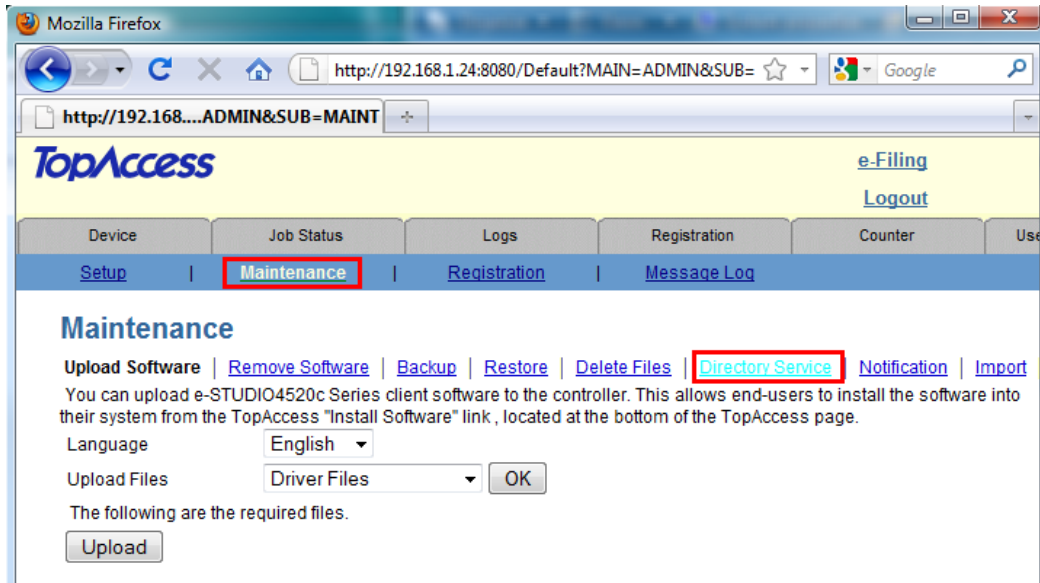 Mozilla Firefox
http://192.168.1.24:8080/Default?MAIN=ADMIN&SUB= Google
http://192.168....ADMIN&SUB=MAINT
TopAccess
e-Filing
Logout
Device Job Status Logs Registration Counter Use
Setup | Maintenance | Registration | Message Log
Maintenance
Upload Software | Remove Software | Backup | Restore | Delete Files | Directory Service | Notification | Import
You can upload e-STUDIO4520c Series client software to the controller. This allows end-users to install the software into
their system from the TopAccess "Install Software" link , located at the bottom of the TopAccess page.
Language English
Upload Files Driver Files OK
The following are the required files.
Upload